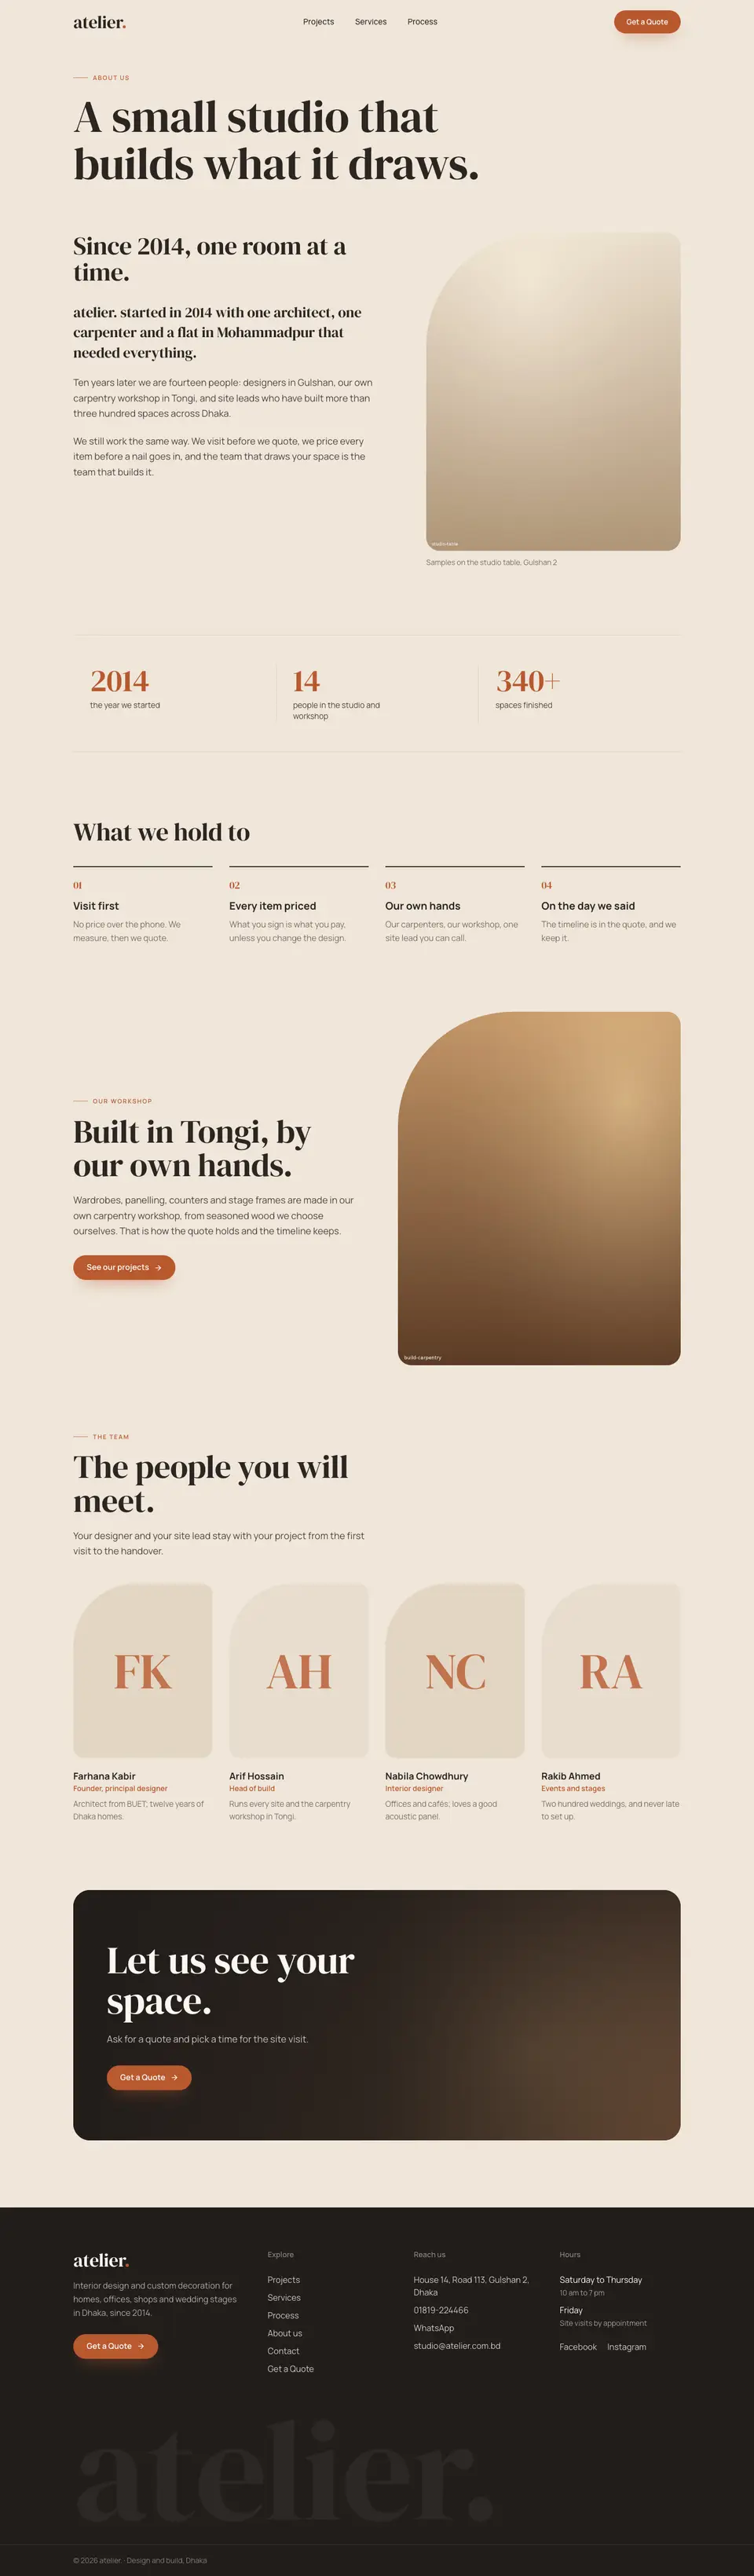 atelier.
Projects Services Process
Get a Quote
ABOUT US
A small studio that
builds what it draws.
Since 2014, one room at a
time.
atelier. started in 2014 with one architect, one
carpenter and a flat in Mohammadpur that
needed everything.
Ten years later we are fourteen people: designers in Gulshan, our own
carpentry workshop in Tongi, and site leads who have built more than
three hundred spaces across Dhaka.
We still work the same way. We visit before we quote, we price every
item before a nail goes in, and the team that draws your space is the
team that builds it.
studio-table
Samples on the studio table, Gulshan 2
2014
the year we started
14
people in the studio and
workshop
340+
spaces finished
What we hold to
01
Visit first
No price over the phone. We
measure, then we quote.
02
Every item priced
What you sign is what you pay,
unless you change the design.
03
Our own hands
Our carpenters, our workshop, one
site lead you can call.
04
On the day we said
The timeline is in the quote, and we
keep it.
OUR WORKSHOP
Built in Tongi, by
our own hands.
Wardrobes, panelling, counters and stage frames are made in our
own carpentry workshop, from seasoned wood we choose
ourselves. That is how the quote holds and the timeline keeps.
See our projects →
build-carpentry
THE TEAM
The people you will
meet.
Your designer and your site lead stay with your project from the first
visit to the handover.
FK
Farhana Kabir
Founder, principal designer
Architect from BUET; twelve years of
Dhaka homes.
AH
Arif Hossain
Head of build
Runs every site and the carpentry
workshop in Tongi.
NC
Nabila Chowdhury
Interior designer
Offices and cafés; loves a good
acoustic panel.
RA
Rakib Ahmed
Events and stages
Two hundred weddings, and never late
to set up.
Let us see your
space.
Ask for a quote and pick a time for the site visit.
Get a Quote →
atelier.
Interior design and custom decoration for
homes, offices, shops and wedding stages
in Dhaka, since 2014.
Get a Quote →
Explore
Projects
Services
Process
About us
Contact
Get a Quote
Reach us
House 14, Road 113, Gulshan 2,
Dhaka
01819-224466
WhatsApp
studio@atelier.com.bd
Hours
Saturday to Thursday
10 am to 7 pm
Friday
Site visits by appointment
Facebook Instagram
atelier.
© 2026 atelier. · Design and build, Dhaka